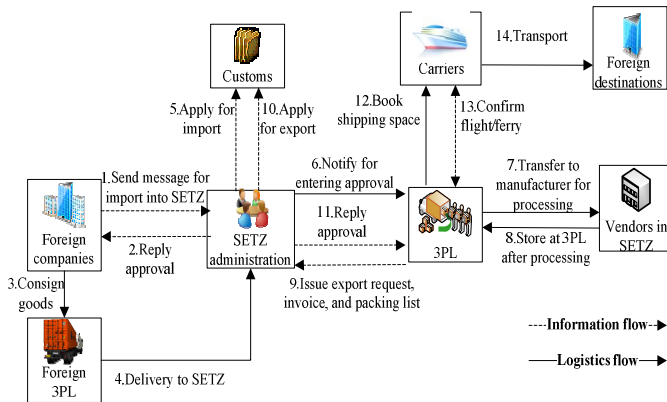 Customs
Carriers
14.Transport
Foreign
destinations
5.Apply for
import
10.Apply
for export
12.Book
shipping space
13.Confirm
flight/ferry
1.Send message for
import into SETZ
6.Notify for
entering approval
7.Transfer to
manufacturer for
processing
Foreign
companies
2.Reply
approval
SETZ
administration
11.Reply
approval
3PL
8.Store at 3PL
after processing
Vendors in
SETZ
3.Consign
goods
9.Issue export request,
invoice, and packing list
Foreign
3PL
4.Delivery to SETZ
Information flow
Logistics flow